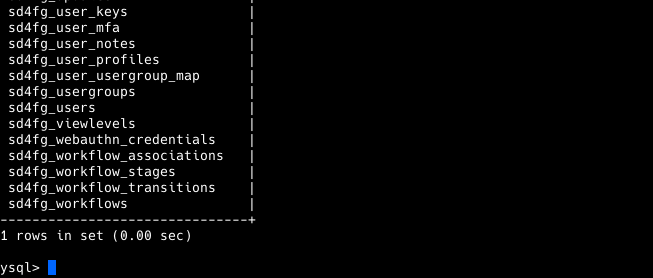 sd4fg_user_keys |
sd4fg_user_mfa |
sd4fg_user_notes |
sd4fg_user_profiles |
sd4fg_user_usergroup_map |
sd4fg_usergroups |
sd4fg_users |
sd4fg_viewlevels |
sd4fg_webauthn_credentials |
sd4fg_workflow_associations |
sd4fg_workflow_stages |
sd4fg_workflow_transitions |
sd4fg_workflows |
-------------------------------+
1 rows in set (0.00 sec)
ysql>